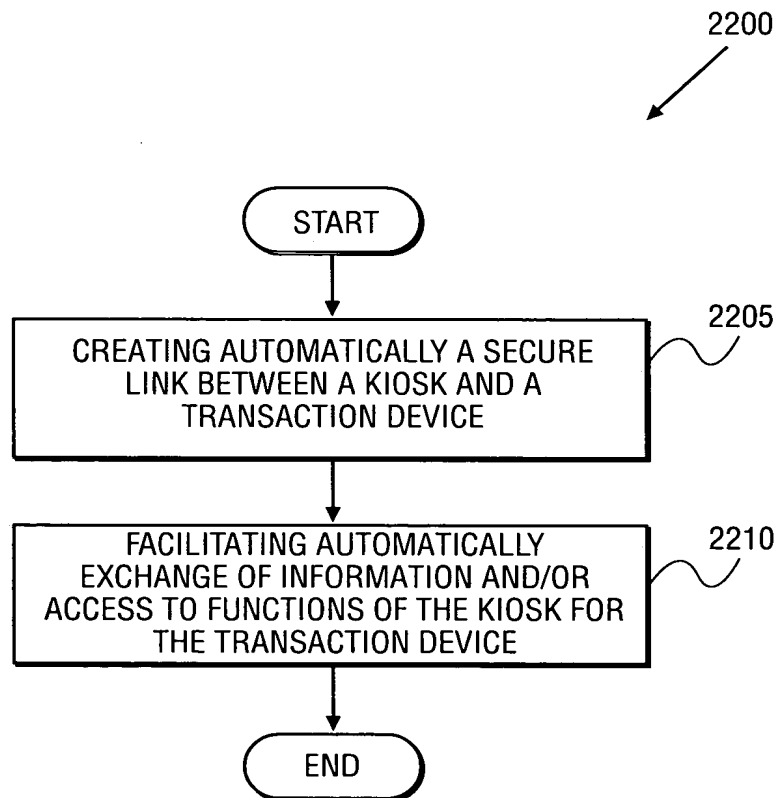 2200
START
CREATING AUTOMATICALLY A SECURE
LINK BETWEEN A KIOSK AND A
TRANSACTION DEVICE
2205
FACILITATING AUTOMATICALLY
EXCHANGE OF INFORMATION AND/OR
ACCESS TO FUNCTIONS OF THE KIOSK FOR
THE TRANSACTION DEVICE
2210
END